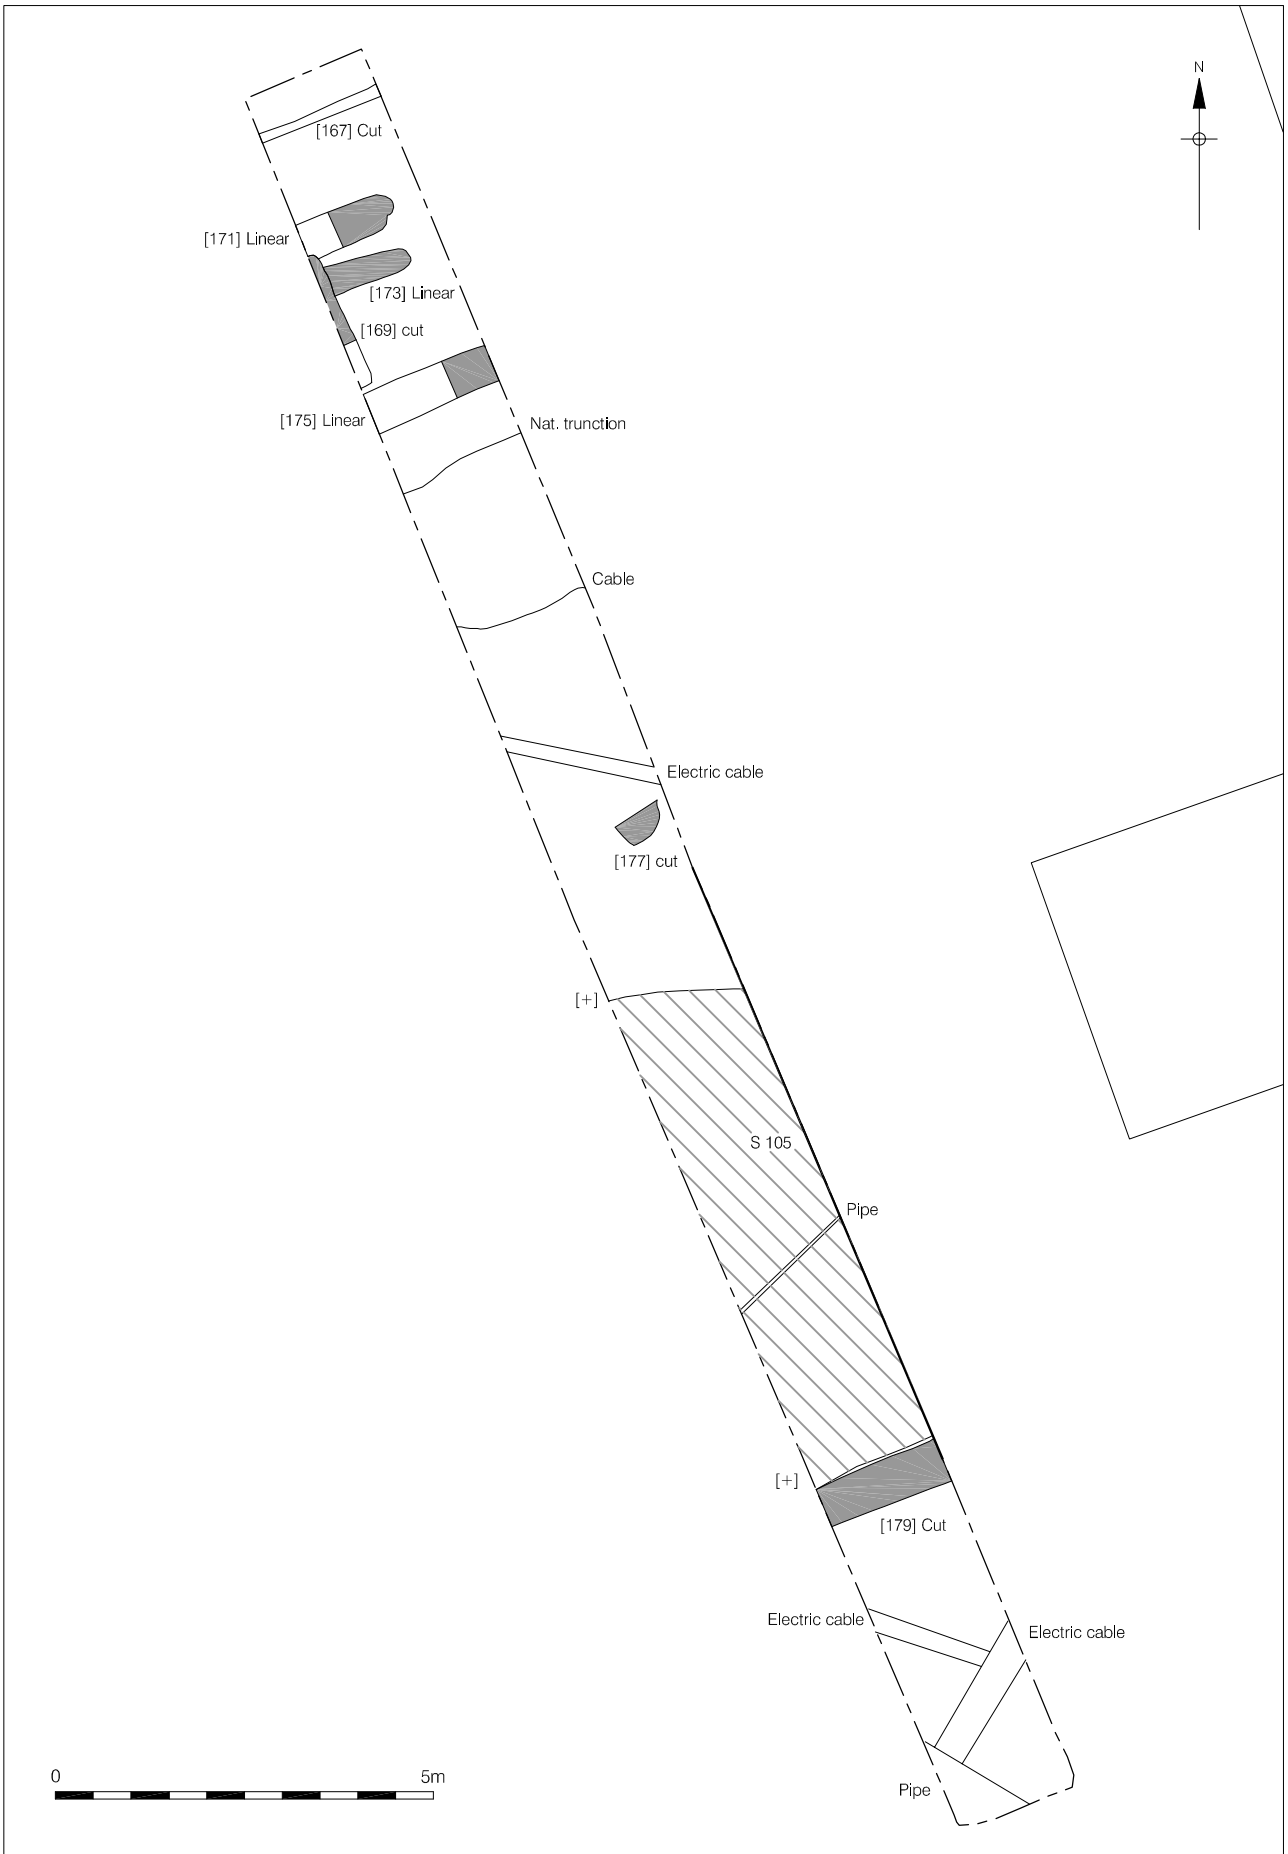 N
[167] Cut
[171] Linear
[173] Linear
[169] cut
[175] Linear
Nat. trunction
Cable
Electric cable
[177] cut
[+]
S 105
Pipe
[+]
[179] Cut
Electric cable
Electric cable
0 5m
Pipe